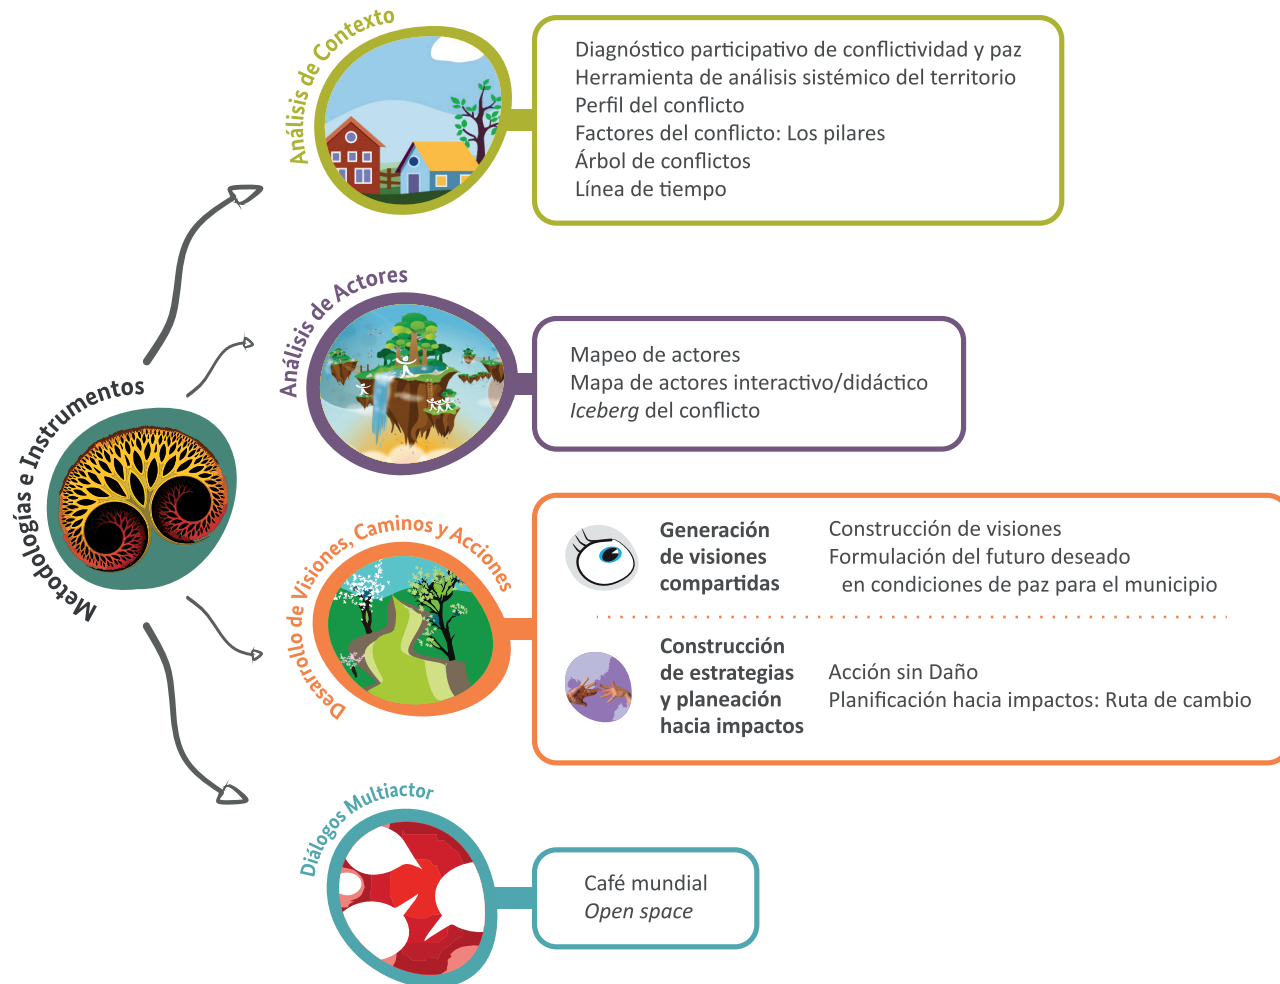 Metodologías e Instrumentos
Análisis de Contexto
Diagnóstico participativo de conflictividad y paz
Herramienta de análisis sistémico del territorio
Perfil del conflicto
Factores del conflicto: Los pilares
Árbol de conflictos
Línea de tiempo
Análisis de Actores
Mapeo de actores
Mapa de actores interactivo/didáctico
Iceberg del conflicto
Desarrollo de Visiones, Caminos y Acciones
Generación
de visiones
compartidas
Construcción de visiones
Formulación del futuro deseado
en condiciones de paz para el municipio
Construcción
de estrategias
y planeación
hacia impactos
Acción sin Daño
Planificación hacia impactos: Ruta de cambio
Diálogos Multiactor
Café mundial
Open space